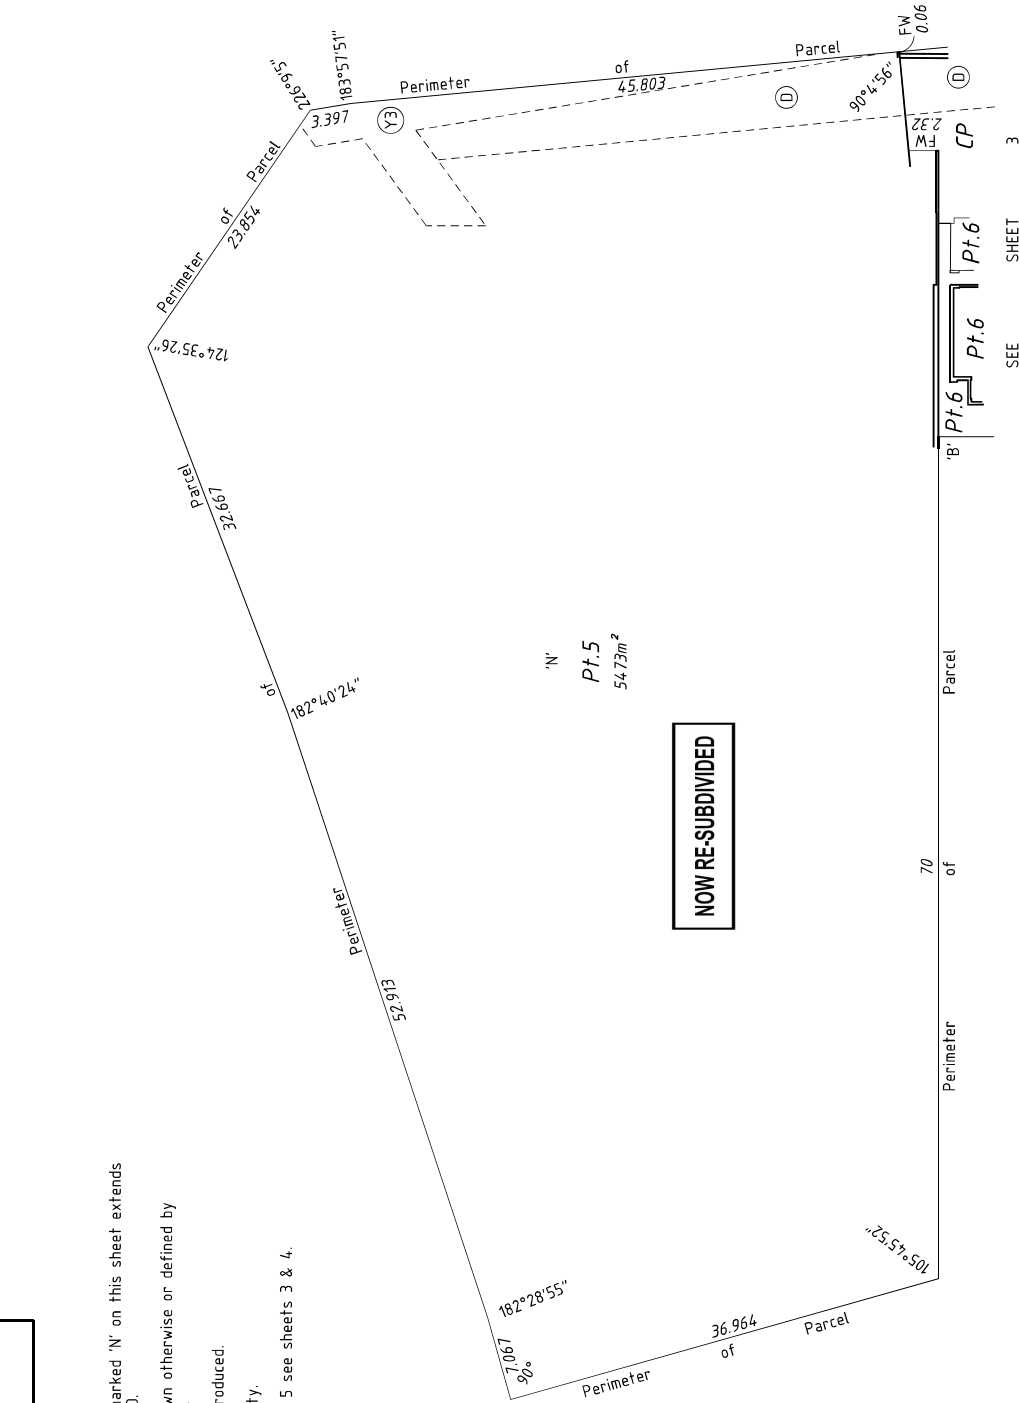 narked 'N' on this sheet extends
0.
wn otherwise or defined by
roduced.
ty.
5 see sheets 3 & 4.
Perimeter of Parcel
7.067
90°
182°28'55"
52.913
182°40'24"
32.667
124°35'26"
Perimeter of Parcel
23.854
226°9'5"
3.397
183°57'51"
Y3
Perimeter of Parcel
45.803
D
90°4'56"
FW
0.06
D
2.32
FW
CP
Pt.6
Pt.6
Pt.6
'B'
SEE SHEET 3
'N'
Pt.5
5473m²
NOW RE-SUBDIVIDED
70
Perimeter of Parcel
105°45'52"
36.964
Perimeter of Parcel